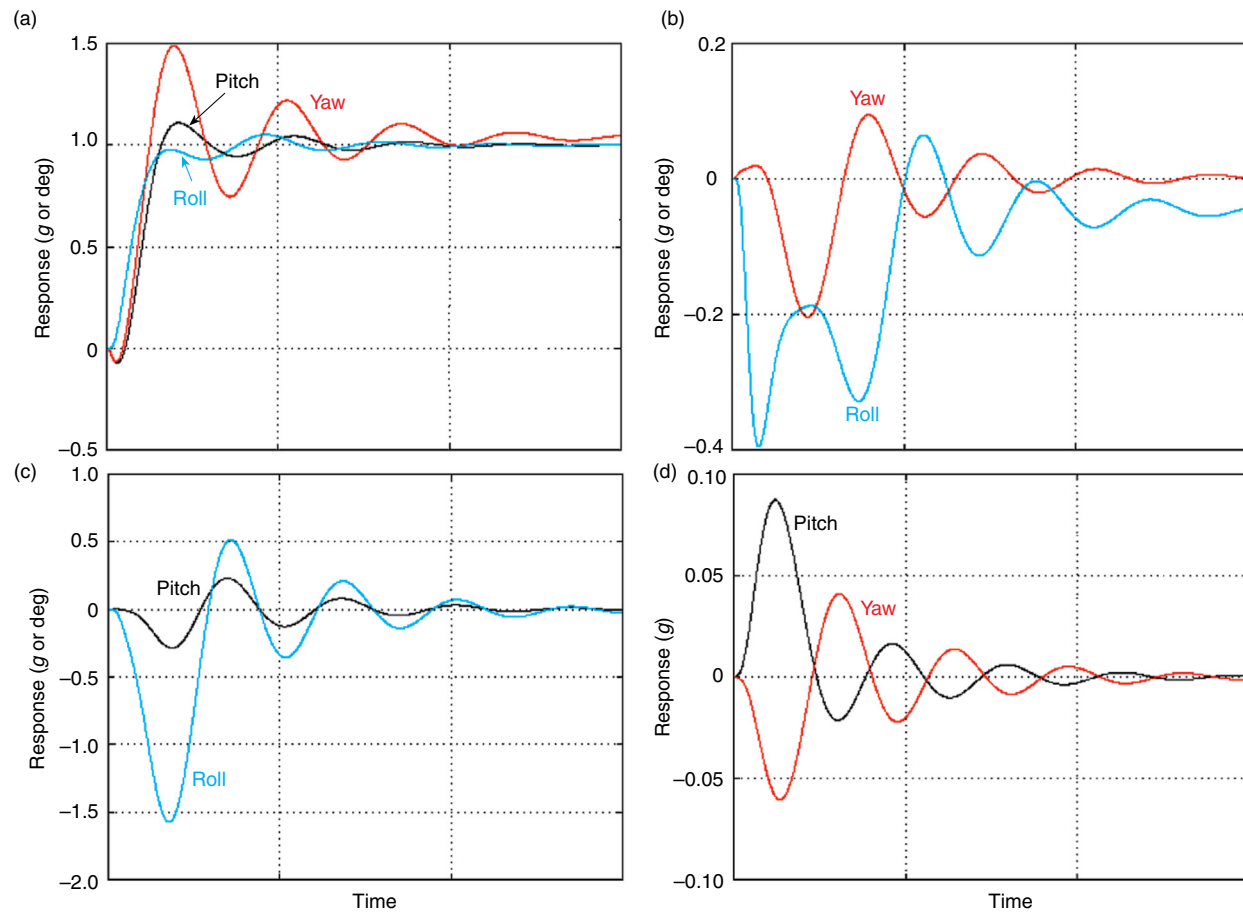 (a)
1.5
1.0
0.5
0
–0.5
Response (g or deg)
Pitch
Yaw
Roll
(b)
0.2
0
–0.2
–0.4
Response (g or deg)
Yaw
Roll
(c)
1.0
0.5
0
–0.5
–1.0
–1.5
–2.0
Response (g or deg)
Pitch
Roll
Time
(d)
0.10
0.05
0
–0.05
–0.10
Response (g)
Pitch
Yaw
Time